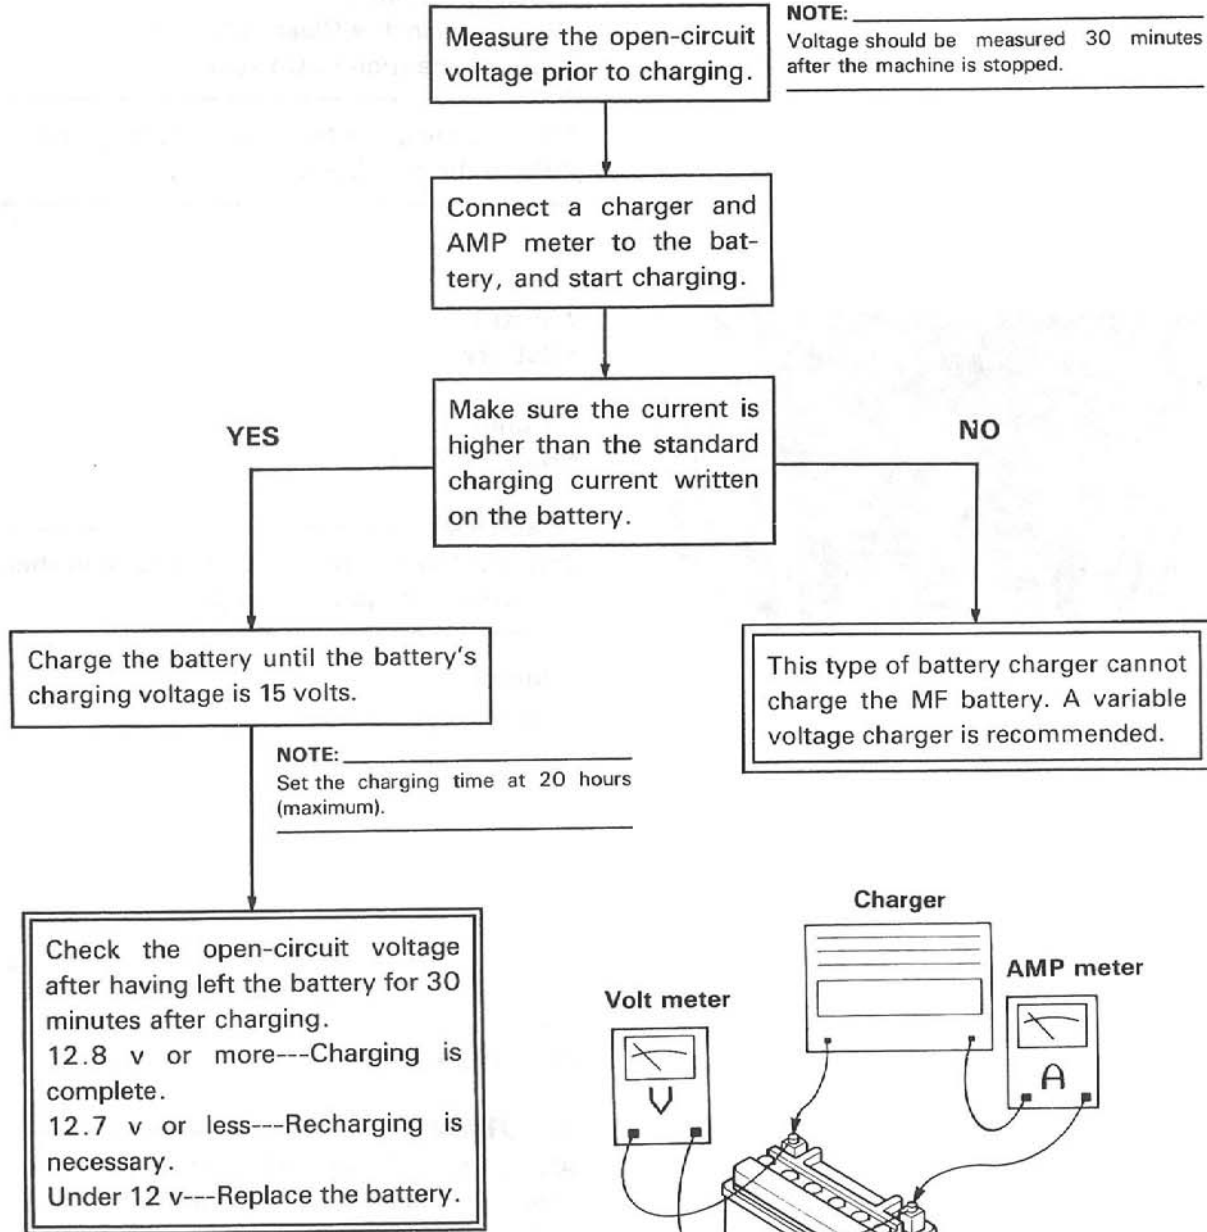 Measure the open-circuit
voltage prior to charging.
NOTE:
Voltage should be measured 30 minutes
after the machine is stopped.
Connect a charger and
AMP meter to the bat-
tery, and start charging.
Make sure the current is
higher than the standard
charging current written
on the battery.
YES
NO
Charge the battery until the battery's
charging voltage is 15 volts.
This type of battery charger cannot
charge the MF battery. A variable
voltage charger is recommended.
NOTE:
Set the charging time at 20 hours
(maximum).
Check the open-circuit voltage
after having left the battery for 30
minutes after charging.
12.8 v or more---Charging is
complete.
12.7 v or less---Recharging is
necessary.
Under 12 v---Replace the battery.
Charger
AMP meter
Volt meter
V
A